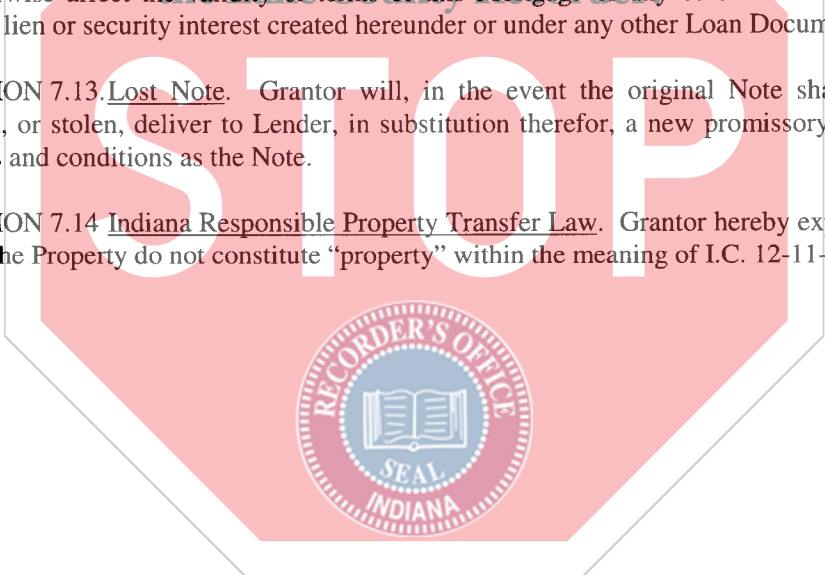 lien or security interest created hereunder or under any other Loan Docum
ON 7.13. Lost Note. Grantor will, in the event the original Note sha
, or stolen, deliver to Lender, in substitution therefor, a new promissory
and conditions as the Note.
ON 7.14 Indiana Responsible Property Transfer Law. Grantor hereby ex
he Property do not constitute “property” within the meaning of I.C. 12-11-
STOP
RECORDER'S OFFICE
SEAL
INDIANA